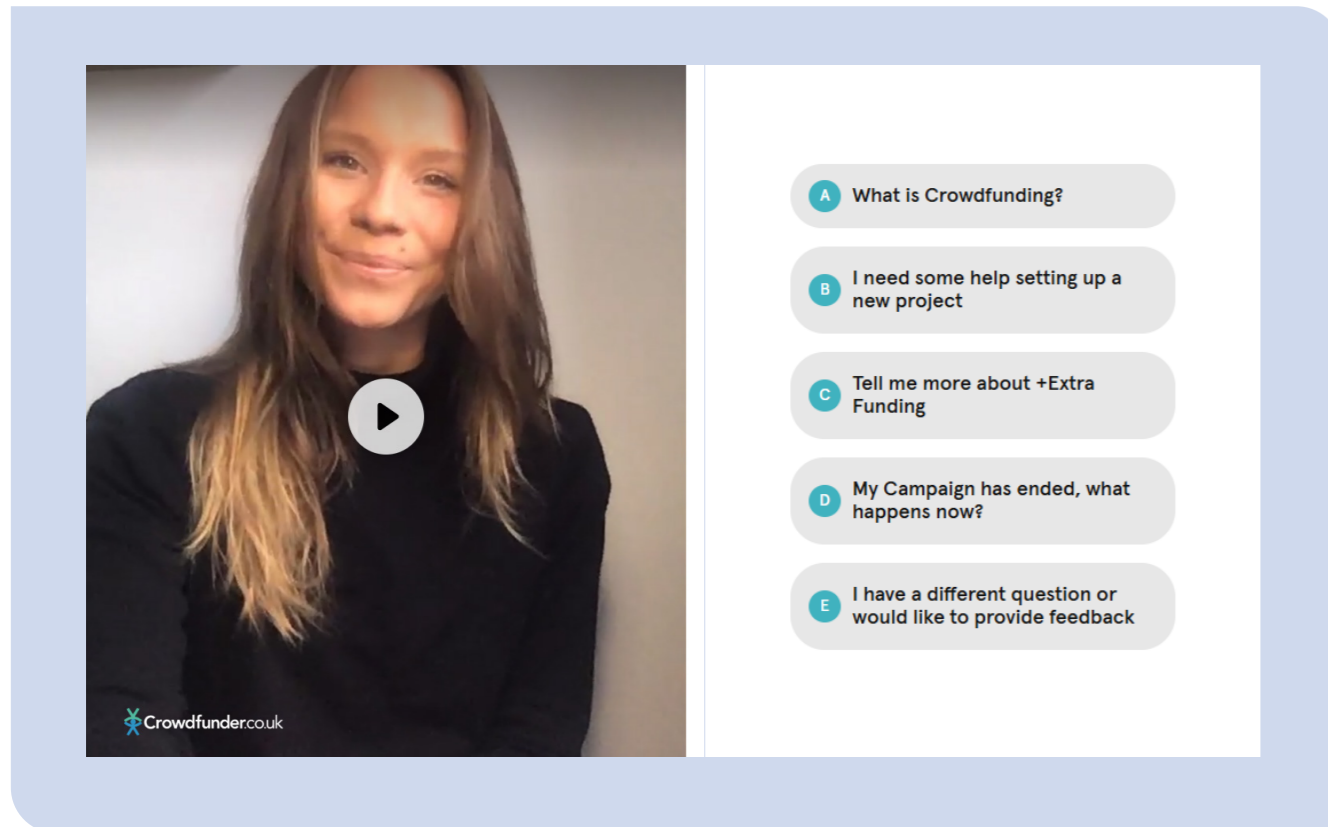 Crowdfunder.co.uk
A What is Crowdfunding?
B I need some help setting up a
new project
C Tell me more about +Extra
Funding
D My Campaign has ended, what
happens now?
E I have a different question or
would like to provide feedback